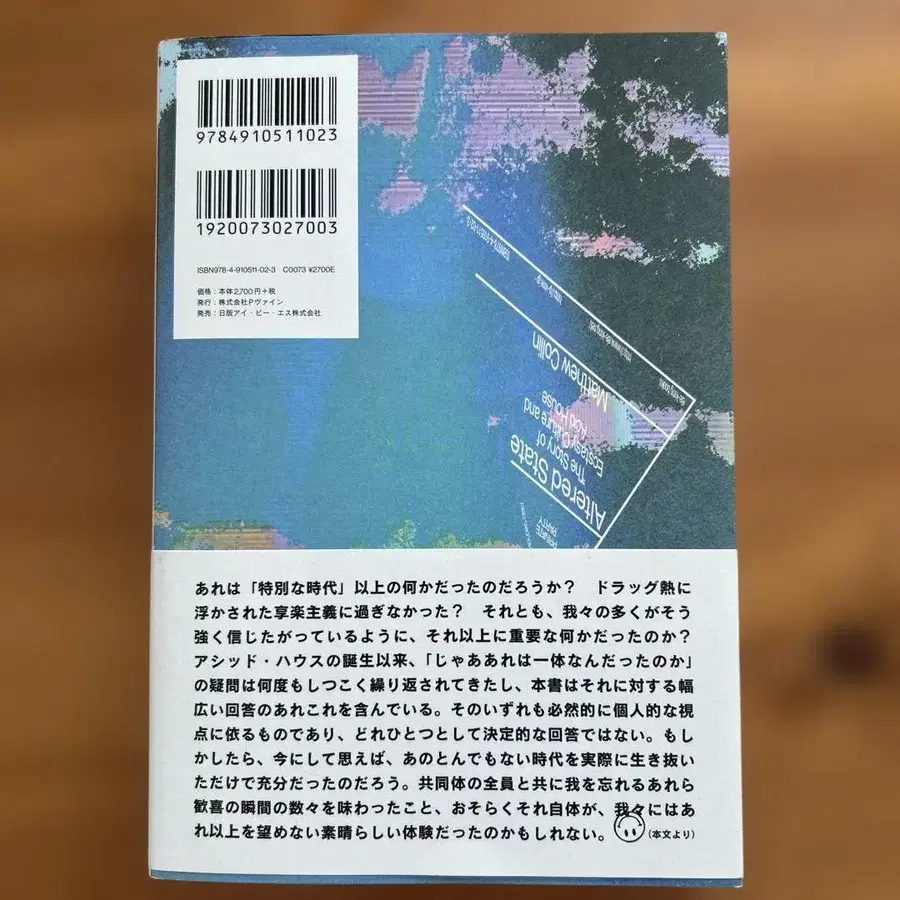 9784910511023
1920073027003
ISBN978-4-910511-02-3 C0073 ¥2700E
価格：本体2,700円+税
発行：株式会社Pヴァイン
発売：日販アイ・ピー・エス株式会社
Altered State
The Story of
Ecstasy Culture and
Acid House
Matthew Collin
PRIVATE
PARTY
あれは「特別な時代」以上の何かだったのだろうか？　ドラッグ熱に
浮かされた享楽主義に過ぎなかった？　それとも、我々の多くがそう
強く信じたがっているように、それ以上に重要な何かだったのか？
アシッド・ハウスの誕生以来、「じゃああれは一体なんだったのか」
の疑問は何度もしつこく繰り返されてきたし、本書はそれに対する幅
広い回答のあれこれを含んでいる。そのいずれも必然的に個人的な視
点に依るものであり、どれひとつとして決定的な回答ではない。もし
かしたら、今にして思えば、あのとんでもない時代を実際に生き抜い
ただけで充分だったのだろう。共同体の全員と共に我を忘れるあれら
歓喜の瞬間の数々を味わったこと、おそらくそれ自体が、我々にはあ
れ以上を望めない素晴らしい体験だったのかもしれない。
（本文より）